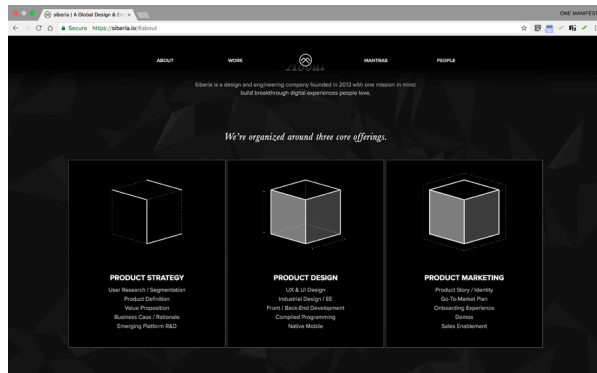 siberia | A Global Design & En
ONE MANIFEST
Secure https://siberia.io/#about
ABOUT
WORK
MANTRAS
PEOPLE
About
Siberia is a design and engineering company founded in 2013 with one mission in mind:
build breakthrough digital experiences people love.
We're organized around three core offerings.
PRODUCT STRATEGY
User Research / Segmentation
Product Definition
Value Proposition
Business Case / Rationale
Emerging Platform R&D
PRODUCT DESIGN
UX & UI Design
Industrial Design / EE
Front / Back-End Development
Compiled Programming
Native Mobile
PRODUCT MARKETING
Product Story / Identity
Go-To-Market Plan
Onboarding Experience
Demos
Sales Enablement